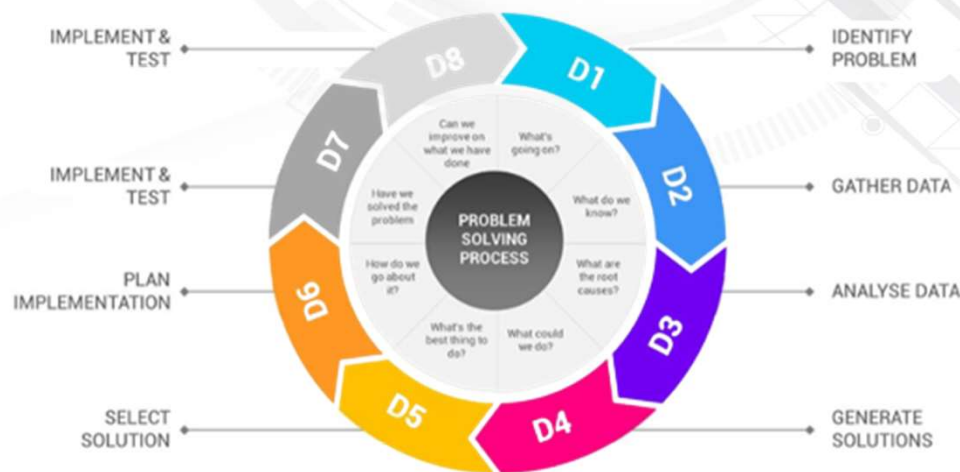 IDENTIFY
PROBLEM
GATHER DATA
ANALYSE DATA
GENERATE
SOLUTIONS
SELECT
SOLUTION
PLAN
IMPLEMENTATION
IMPLEMENT &
TEST
IMPLEMENT &
TEST
D1
D2
D3
D4
D5
D6
D7
D8
What's
going on?
What do we
know?
What are
the root
causes?
What could
we do?
What's the
best thing to
do?
How do we
go about
it?
Have we
solved the
problem
Can we
improve on
what we have
done
PROBLEM
SOLVING
PROCESS